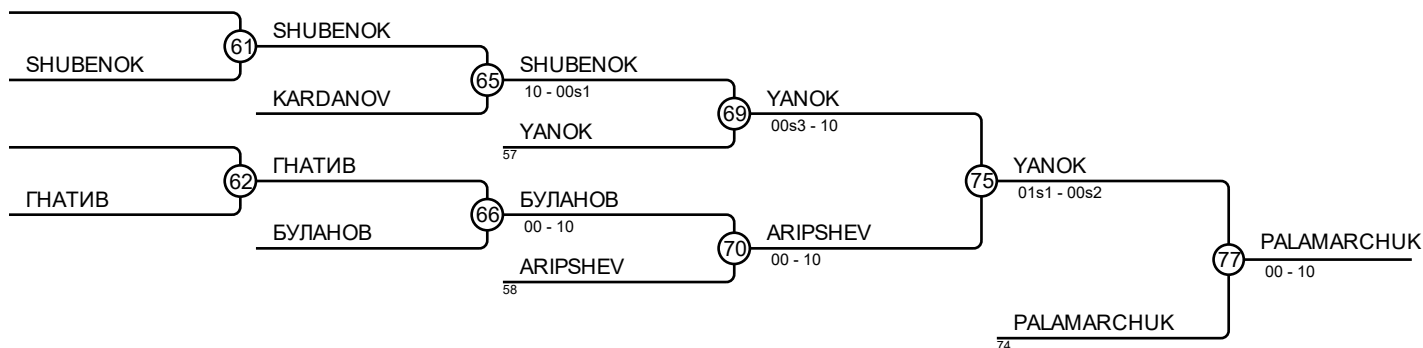 SHUBENOK
61
SHUBENOK
KARDANOV
65
SHUBENOK
10 - 00s1
YANOK
57
69
YANOK
00s3 - 10
ГНАТИВ
62
ГНАТИВ
БУЛАНОВ
66
БУЛАНОВ
00 - 10
ARIPSHEV
58
70
ARIPSHEV
00 - 10
75
YANOK
01s1 - 00s2
PALAMARCHUK
74
77
PALAMARCHUK
00 - 10